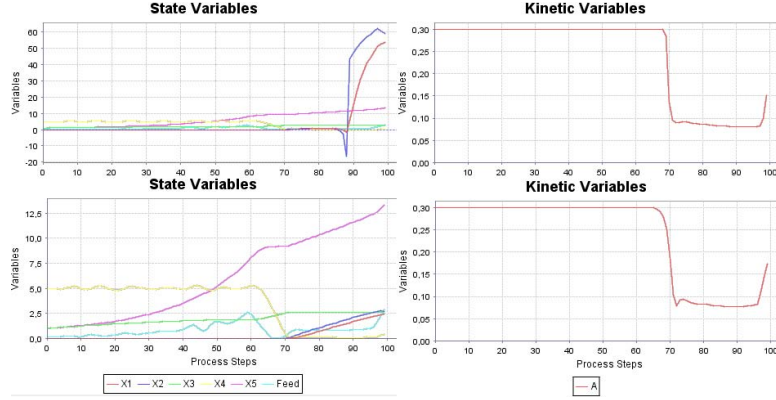 State Variables
Kinetic Variables
Variables
60
50
40
30
20
10
0
-10
-20
0 10 20 30 40 50 60 70 80 90 100
Variables
0,30
0,25
0,20
0,15
0,10
0,05
0,00
0 10 20 30 40 50 60 70 80 90 100
State Variables
Kinetic Variables
Variables
12,5
10,0
7,5
5,0
2,5
0,0
0 10 20 30 40 50 60 70 80 90 100
Process Steps
X1 X2 X3 X4 X5 Feed
Variables
0,30
0,25
0,20
0,15
0,10
0,05
0,00
0 10 20 30 40 50 60 70 80 90 100
Process Steps
A